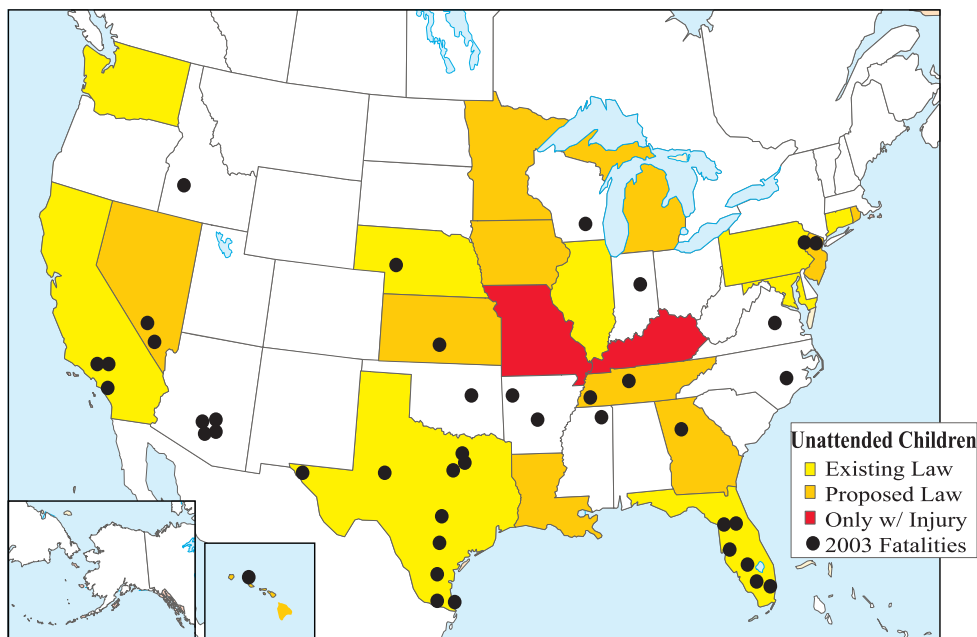 Unattended Children
Existing Law
Proposed Law
Only w/ Injury
2003 Fatalities